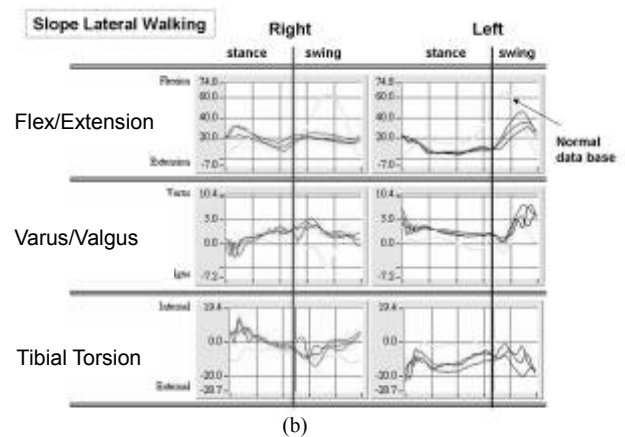 Slope Lateral Walking
Right Left
stance swing stance swing
Flexion 74.0 74.0
60.0 60.0
40.0 40.0
Flex/Extension
20.0 20.0
Extension -7.0 -7.0
Normal
data base
Varus 10.4 10.4
3.0 3.0
Varus/Valgus
0.0 0.0
-7.2 -7.2
Internal 19.4 19.4
0.0 0.0
Tibial Torsion
-20.0 -20.0
External -28.7 -28.7
(b)